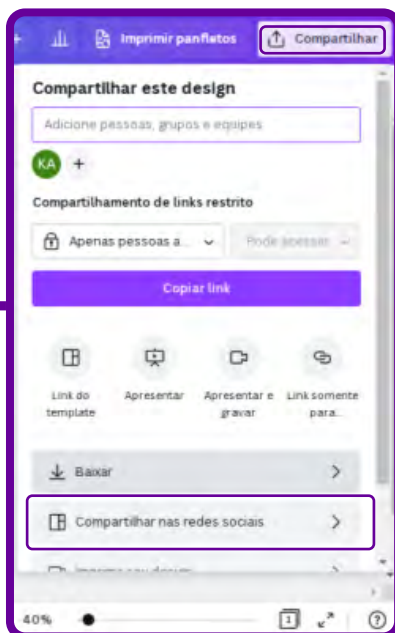 Imprimir panfletos
Compartilhar
Compartilhar este design
Adicione pessoas, grupos e equipes
KA +
Compartilhamento de links restrito
Apenas pessoas a... Pode acessar
Copiar link
Link do template
Apresentar
Apresentar e gravar
Link somente para...
Baixar
Compartilhar nas redes sociais
40%
1
?